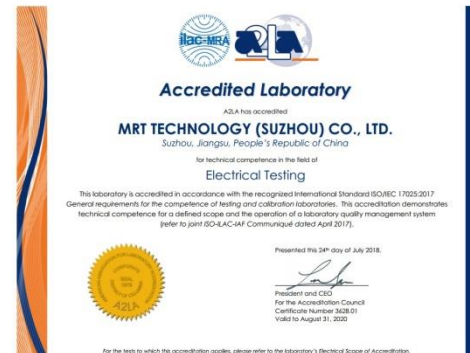 ilac-MRA
A2LA
Accredited Laboratory
A2LA has accredited
MRT TECHNOLOGY (SUZHOU) CO., LTD.
Suzhou, Jiangsu, People's Republic of China
for technical competence in the field of
Electrical Testing
This laboratory is accredited in accordance with the recognized International Standard ISO/IEC 17025:2017
General requirements for the competence of testing and calibration laboratories. This accreditation demonstrates
technical competence for a defined scope and the operation of a laboratory quality management system
(refer to joint ISO-ILAC-IAF Communiqué dated April 2017).
Presented this 24th day of July 2018.
President and CEO
For the Accreditation Council
Certificate Number 3628.01
Valid to August 31, 2020
CORPORATE
SEAL
A2LA
For the tests to which this accreditation applies, please refer to the laboratory's Electrical Scope of Accreditation.